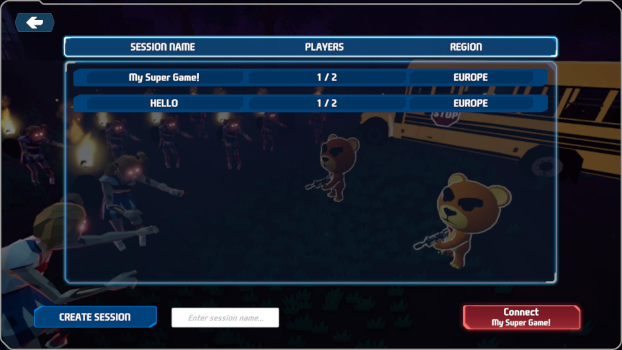 SESSION NAME PLAYERS REGION
My Super Game! 1 / 2 EUROPE
HELLO 1 / 2 EUROPE
STOP
CREATE SESSION
Enter session name...
Connect
My Super Game!